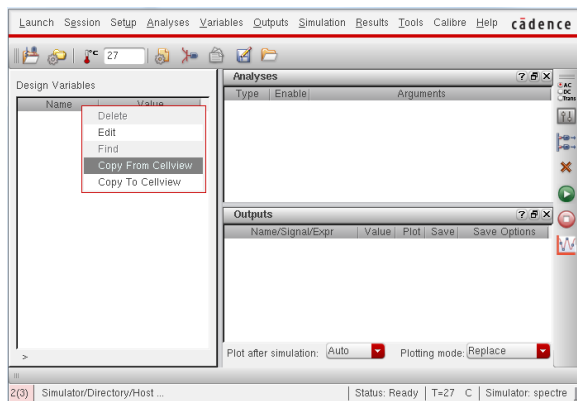 Launch Session Setup Analyses Variables Outputs Simulation Results Tools Calibre Help cādence
°C 27
Design Variables
Name Value
Delete
Edit
Find
Copy From Cellview
Copy To Cellview
>
Analyses
Type Enable Arguments
AC
DC
Trans
Outputs
Name/Signal/Expr Value Plot Save Save Options
Plot after simulation: Auto Plotting mode: Replace
2(3) Simulator/Directory/Host ... Status: Ready T=27 C Simulator: spectre